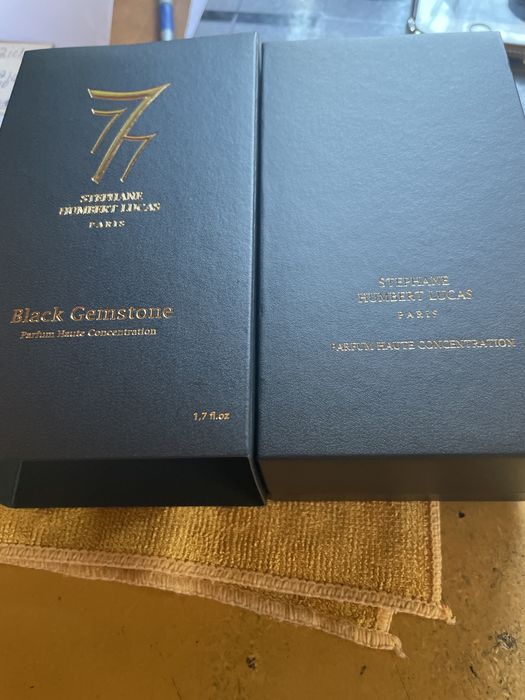 STEPHANE
HUMBERT LUCAS
PARIS
Black Gemstone
Parfum Haute Concentration
1,7 fl.oz
STEPHANE
HUMBERT LUCAS
PARIS
PARFUM HAUTE CONCENTRATION